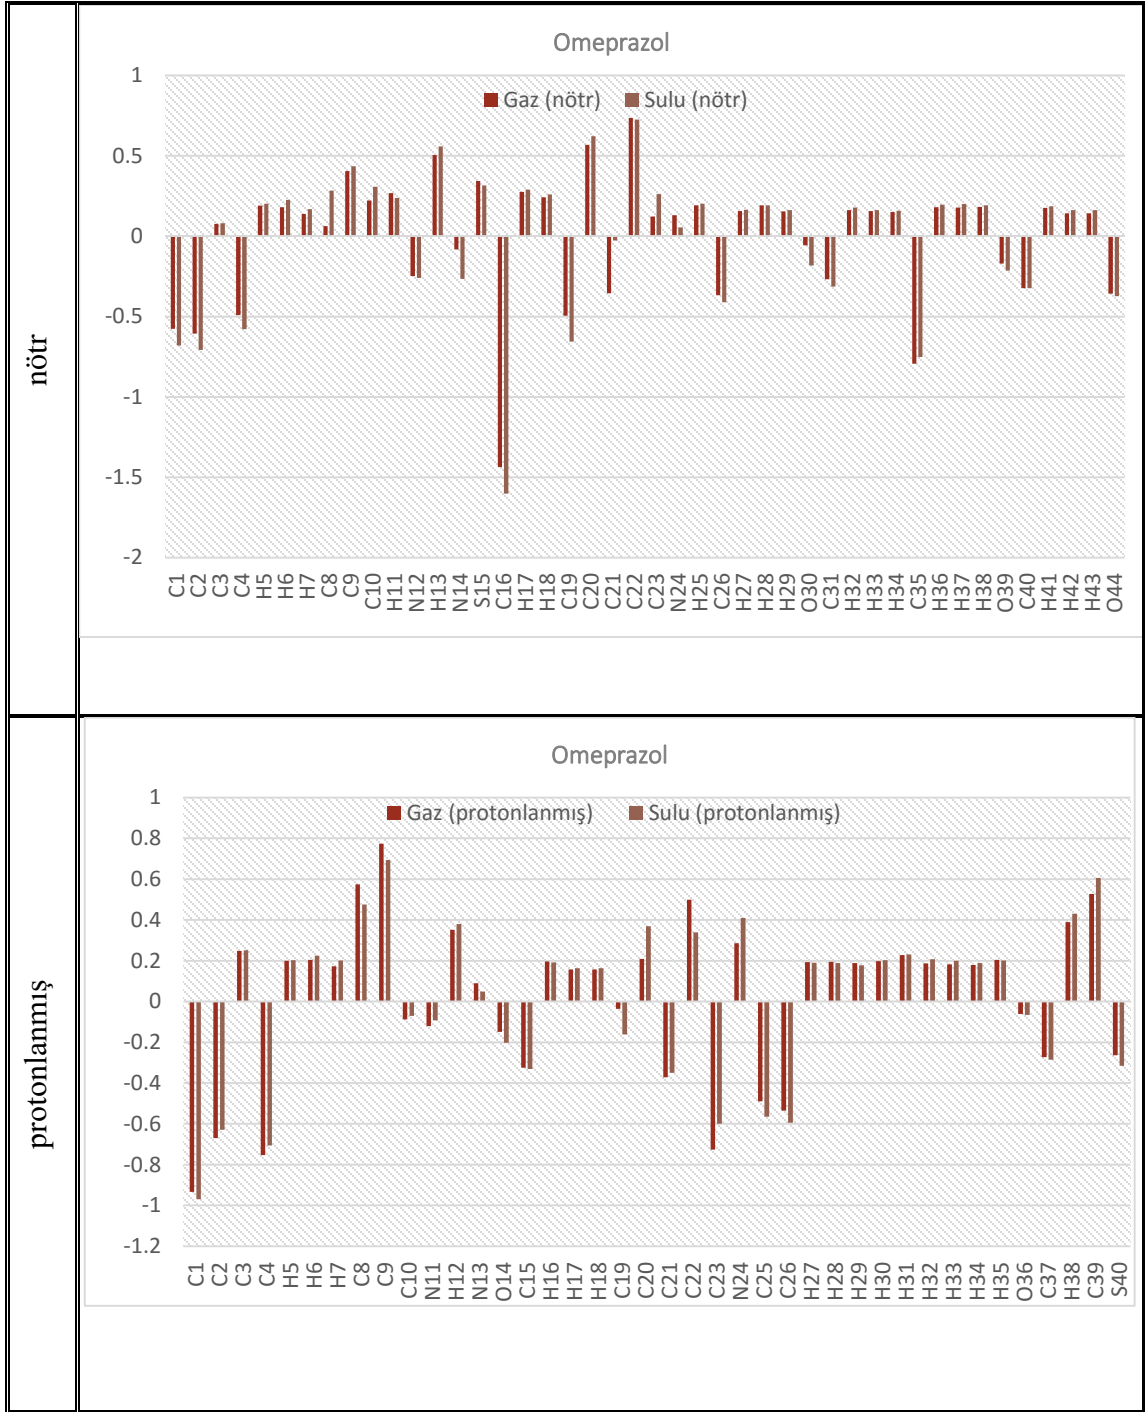 nötr
Omeprazol
Gaz (nötr) Sulu (nötr)
1
0.5
0
-0.5
-1
-1.5
-2
C1 C2 C3 C4 H5 H6 H7 C8 C9 C10 H11 N12 H13 N14 S15 C16 H17 H18 C19 C20 C21 C22 C23 N24 H25 C26 H27 H28 H29 O30 C31 H32 H33 H34 C35 H36 H37 H38 O39 C40 H41 H42 H43 O44
protonlanmış
Omeprazol
Gaz (protonlanmış) Sulu (protonlanmış)
1
0.8
0.6
0.4
0.2
0
-0.2
-0.4
-0.6
-0.8
-1
-1.2
C1 C2 C3 C4 H5 H6 H7 C8 C9 C10 N11 H12 N13 O14 C15 H16 H17 H18 C19 C20 C21 C22 C23 N24 C25 C26 H27 H28 H29 H30 H31 H32 H33 H34 H35 O36 C37 H38 C39 S40